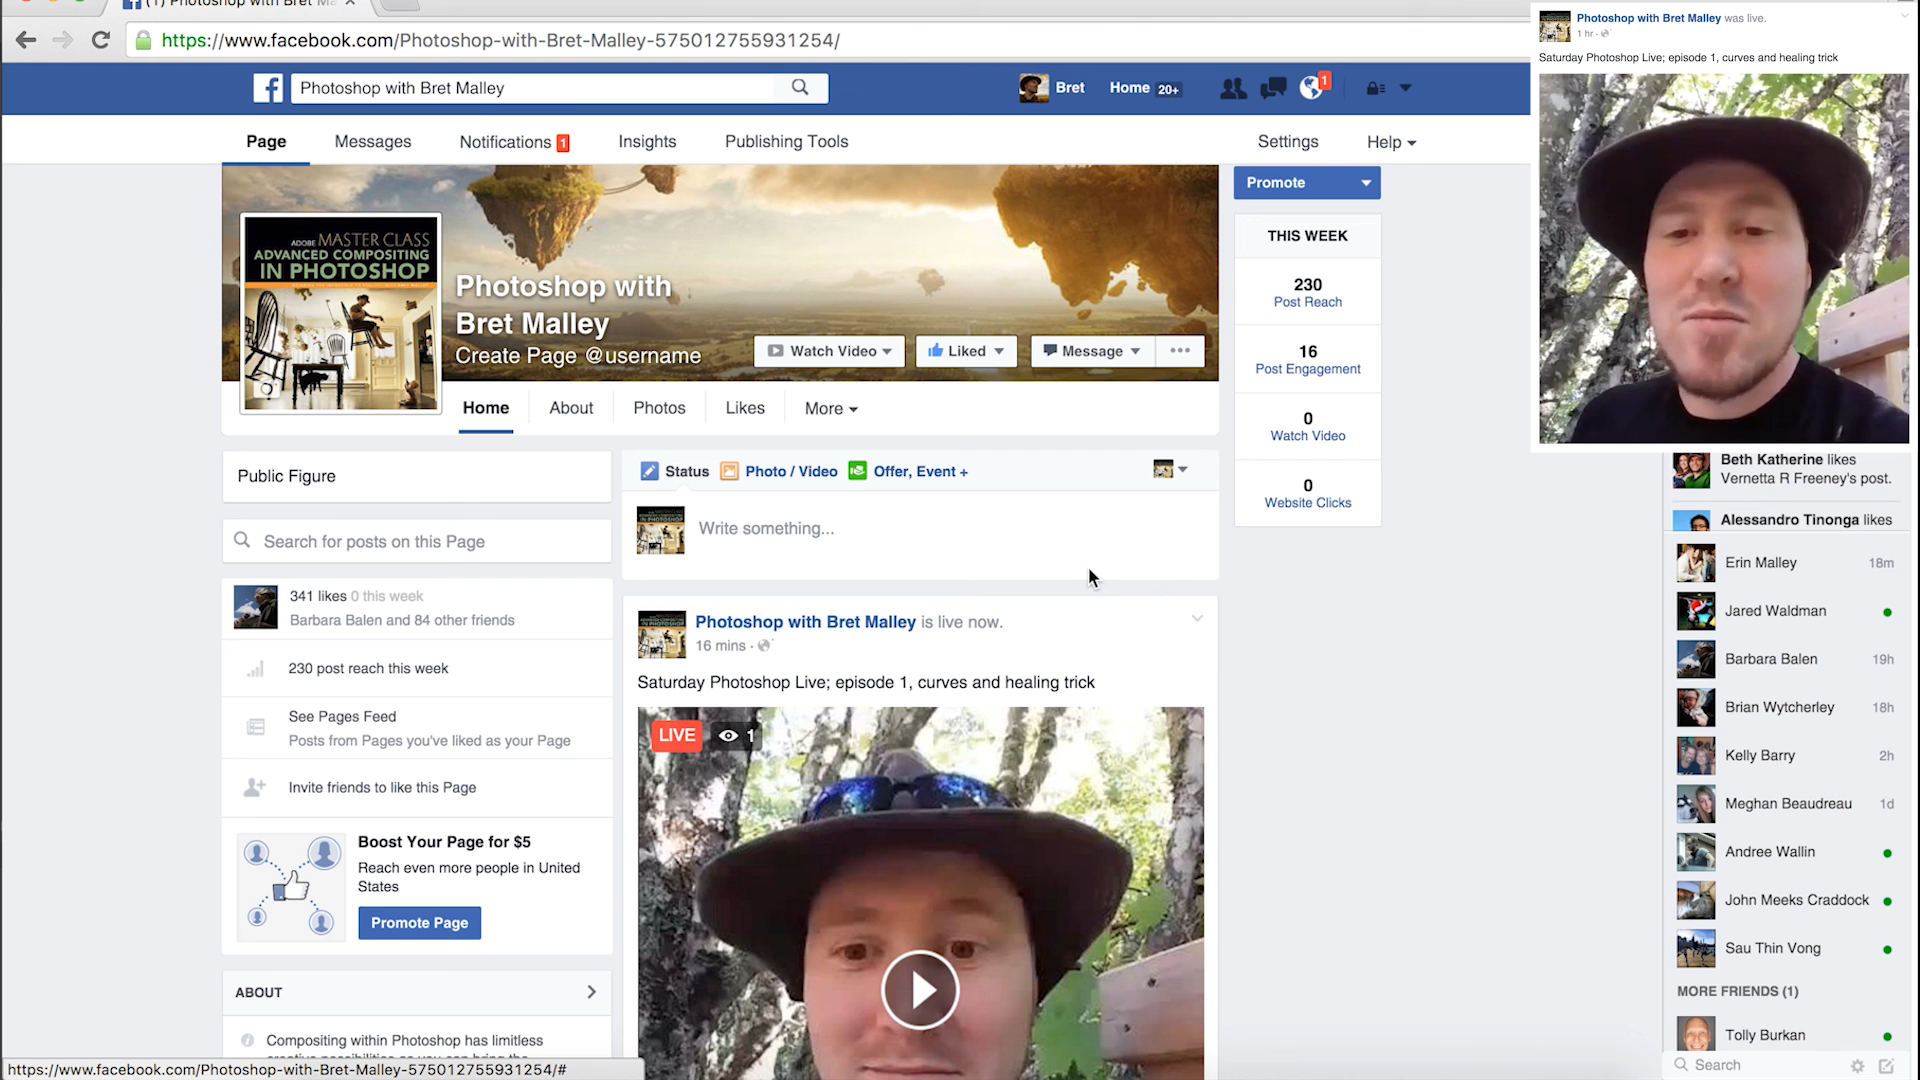 (1) Photoshop with Bret Ma
https://www.facebook.com/Photoshop-with-Bret-Malley-575012755931254/
Photoshop with Bret Malley
Bret
Home 20+
1
Page
Messages
Notifications 1
Insights
Publishing Tools
Settings
Help
ADOBE MASTER CLASS
ADVANCED COMPOSITING
IN PHOTOSHOP
Photoshop with
Bret Malley
Create Page @username
Watch Video
Liked
Message
Promote
THIS WEEK
230
Post Reach
16
Post Engagement
0
Watch Video
0
Website Clicks
Home
About
Photos
Likes
More
Public Figure
Search for posts on this Page
341 likes 0 this week
Barbara Balen and 84 other friends
230 post reach this week
See Pages Feed
Posts from Pages you've liked as your Page
Invite friends to like this Page
Boost Your Page for $5
Reach even more people in United
States
Promote Page
ABOUT
Compositing within Photoshop has limitless
Status
Photo / Video
Offer, Event +
Write something...
Photoshop with Bret Malley is live now.
16 mins
Saturday Photoshop Live; episode 1, curves and healing trick
LIVE
1
Photoshop with Bret Malley was live.
1 hr
Saturday Photoshop Live; episode 1, curves and healing trick
Beth Katherine likes
Vernetta R Freeney's post.
Alessandro Tinonga likes
Erin Malley 18m
Jared Waldman
Barbara Balen 19h
Brian Wytcherley 18h
Kelly Barry 2h
Meghan Beaudreau 1d
Andree Wallin
John Meeks Craddock
Sau Thin Vong
MORE FRIENDS (1)
Tolly Burkan
Search
https://www.facebook.com/Photoshop-with-Bret-Malley-575012755931254/#